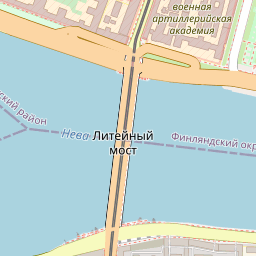 военная
артиллерийская
академия
ский район
Нева
Литейный
мост
Финляндский окр